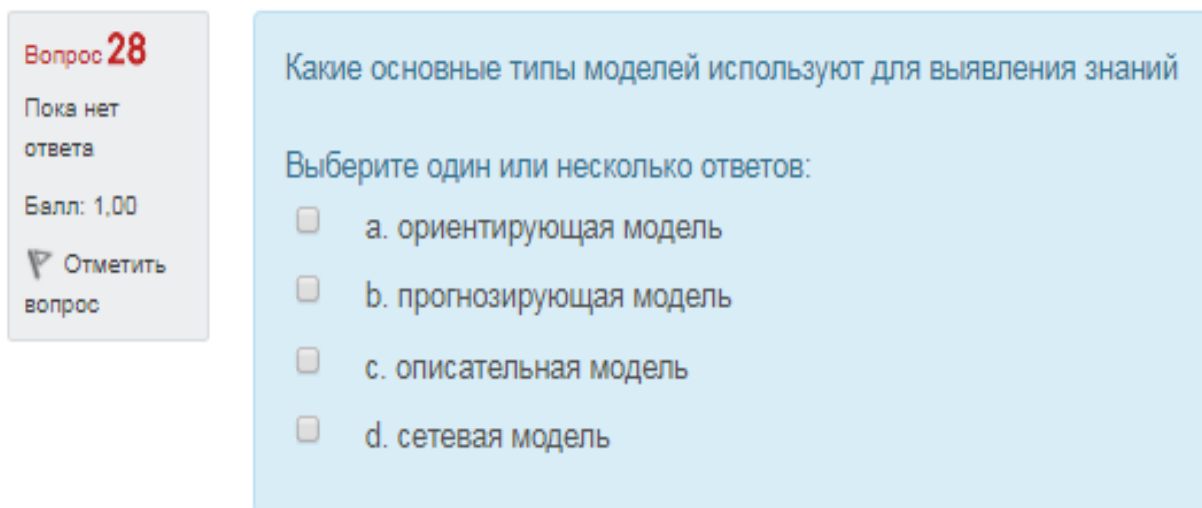 Вопрос 28
Пока нет
ответа
Балл: 1,00
Отметить
вопрос
Какие основные типы моделей используют для выявления знаний
Выберите один или несколько ответов:
a. ориентирующая модель
b. прогнозирующая модель
c. описательная модель
d. сетевая модель